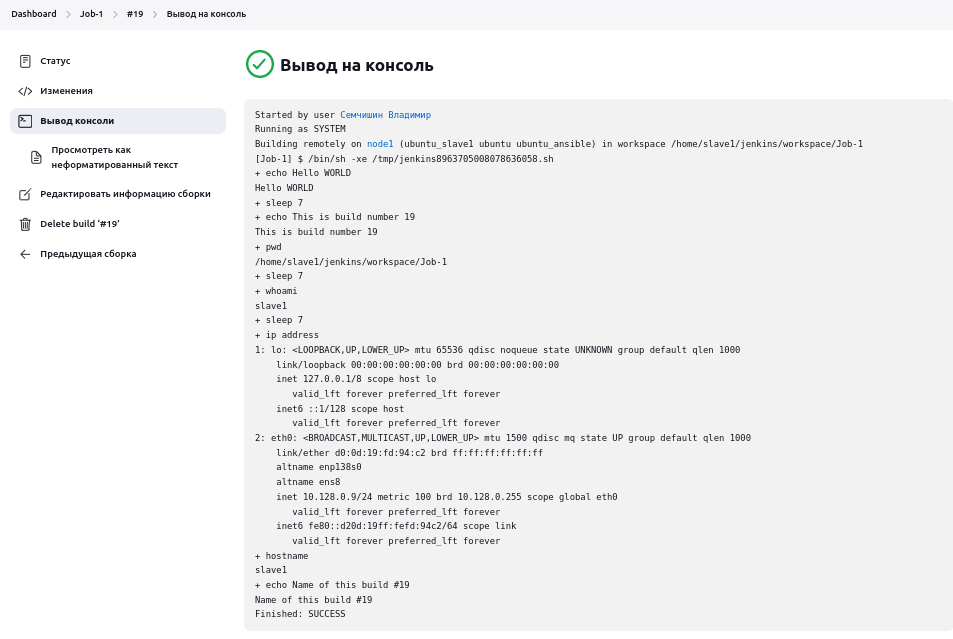 Dashboard > Job-1 > #19 > Вывод на консоль
Статус
Изменения
Вывод консоли
Просмотреть как
неформатированный текст
Редактировать информацию сборки
Delete build ‘#19’
Предыдущая сборка
Вывод на консоль
Started by user Семчишин Владимир
Running as SYSTEM
Building remotely on node1 (ubuntu_slave1 ubuntu ubuntu_ansible) in workspace /home/slave1/jenkins/workspace/Job-1
[Job-1] $ /bin/sh -xe /tmp/jenkins8963705008078636058.sh
+ echo Hello WORLD
Hello WORLD
+ sleep 7
+ echo This is build number 19
This is build number 19
+ pwd
/home/slave1/jenkins/workspace/Job-1
+ sleep 7
+ whoami
slave1
+ sleep 7
+ ip address
1: lo: <LOOPBACK,UP,LOWER_UP> mtu 65536 qdisc noqueue state UNKNOWN group default qlen 1000
    link/loopback 00:00:00:00:00:00 brd 00:00:00:00:00:00
    inet 127.0.0.1/8 scope host lo
       valid_lft forever preferred_lft forever
    inet6 ::1/128 scope host
       valid_lft forever preferred_lft forever
2: eth0: <BROADCAST,MULTICAST,UP,LOWER_UP> mtu 1500 qdisc mq state UP group default qlen 1000
    link/ether d0:0d:19:fd:94:c2 brd ff:ff:ff:ff:ff:ff
    altname enp138s0
    altname ens8
    inet 10.128.0.9/24 metric 100 brd 10.128.0.255 scope global eth0
       valid_lft forever preferred_lft forever
    inet6 fe80::d20d:19ff:fefd:94c2/64 scope link
       valid_lft forever preferred_lft forever
+ hostname
slave1
+ echo Name of this build #19
Name of this build #19
Finished: SUCCESS